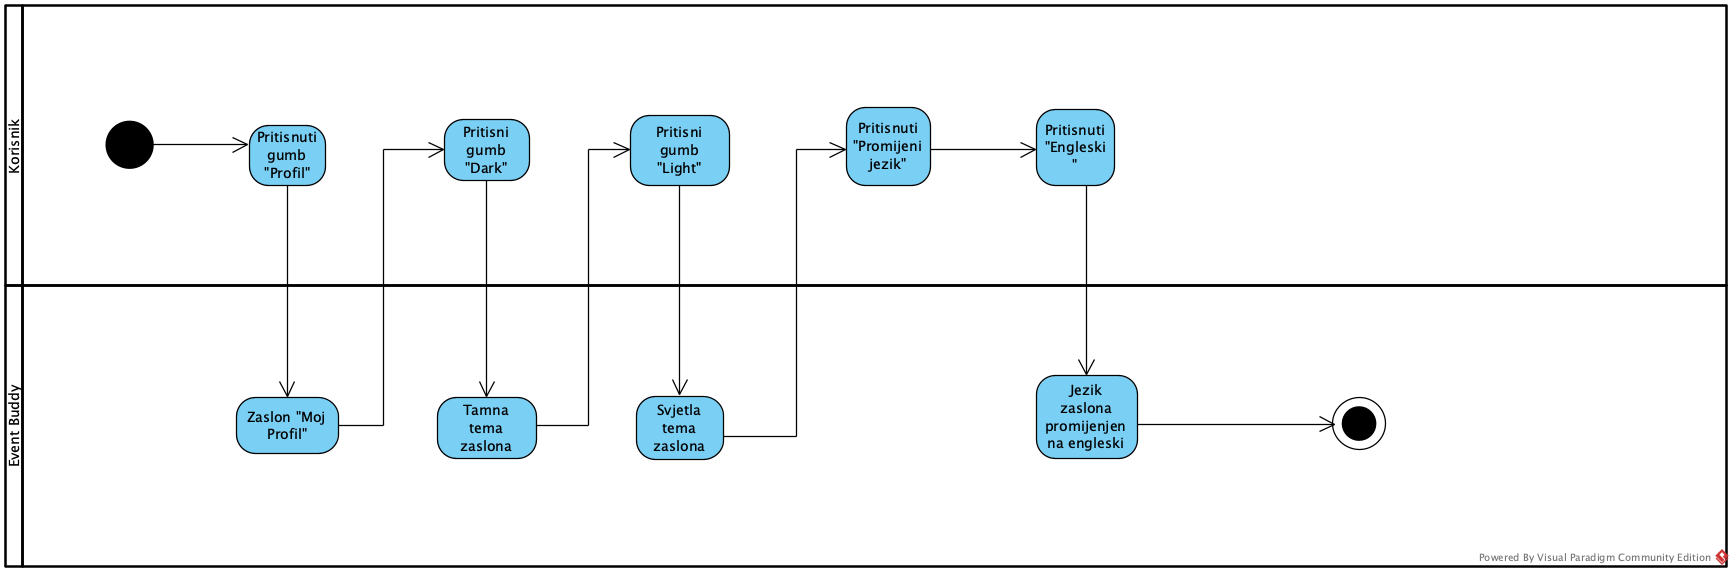 Korisnik
Pritisnuti
gumb
"Profil"
Pritisni
gumb
"Dark"
Pritisni
gumb
"Light"
Pritisnuti
"Promijeni
jezik"
Pritisnuti
"Engleski
"
Event Buddy
Zaslon "Moj
Profil"
Tamna
tema
zaslona
Svjetla
tema
zaslona
Jezik
zaslona
promijenjen
na engleski
Powered By Visual Paradigm Community Edition